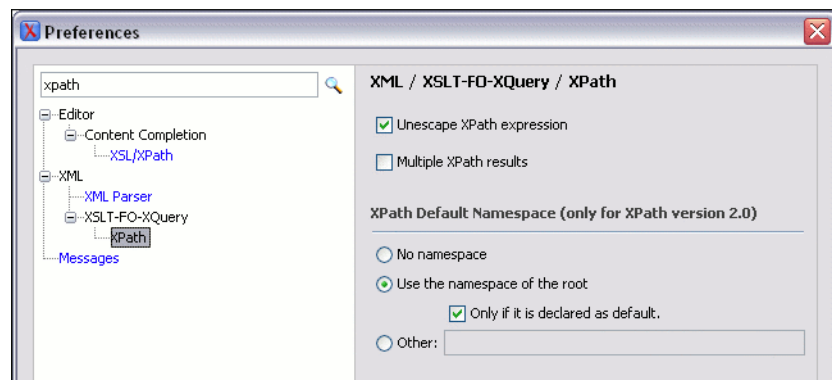 Preferences
xpath
Editor
Content Completion
XSL/XPath
XML
XML Parser
XSLT-FO-XQuery
XPath
Messages
XML / XSLT-FO-XQuery / XPath
Unescape XPath expression
Multiple XPath results
XPath Default Namespace (only for XPath version 2.0)
No namespace
Use the namespace of the root
Only if it is declared as default.
Other: